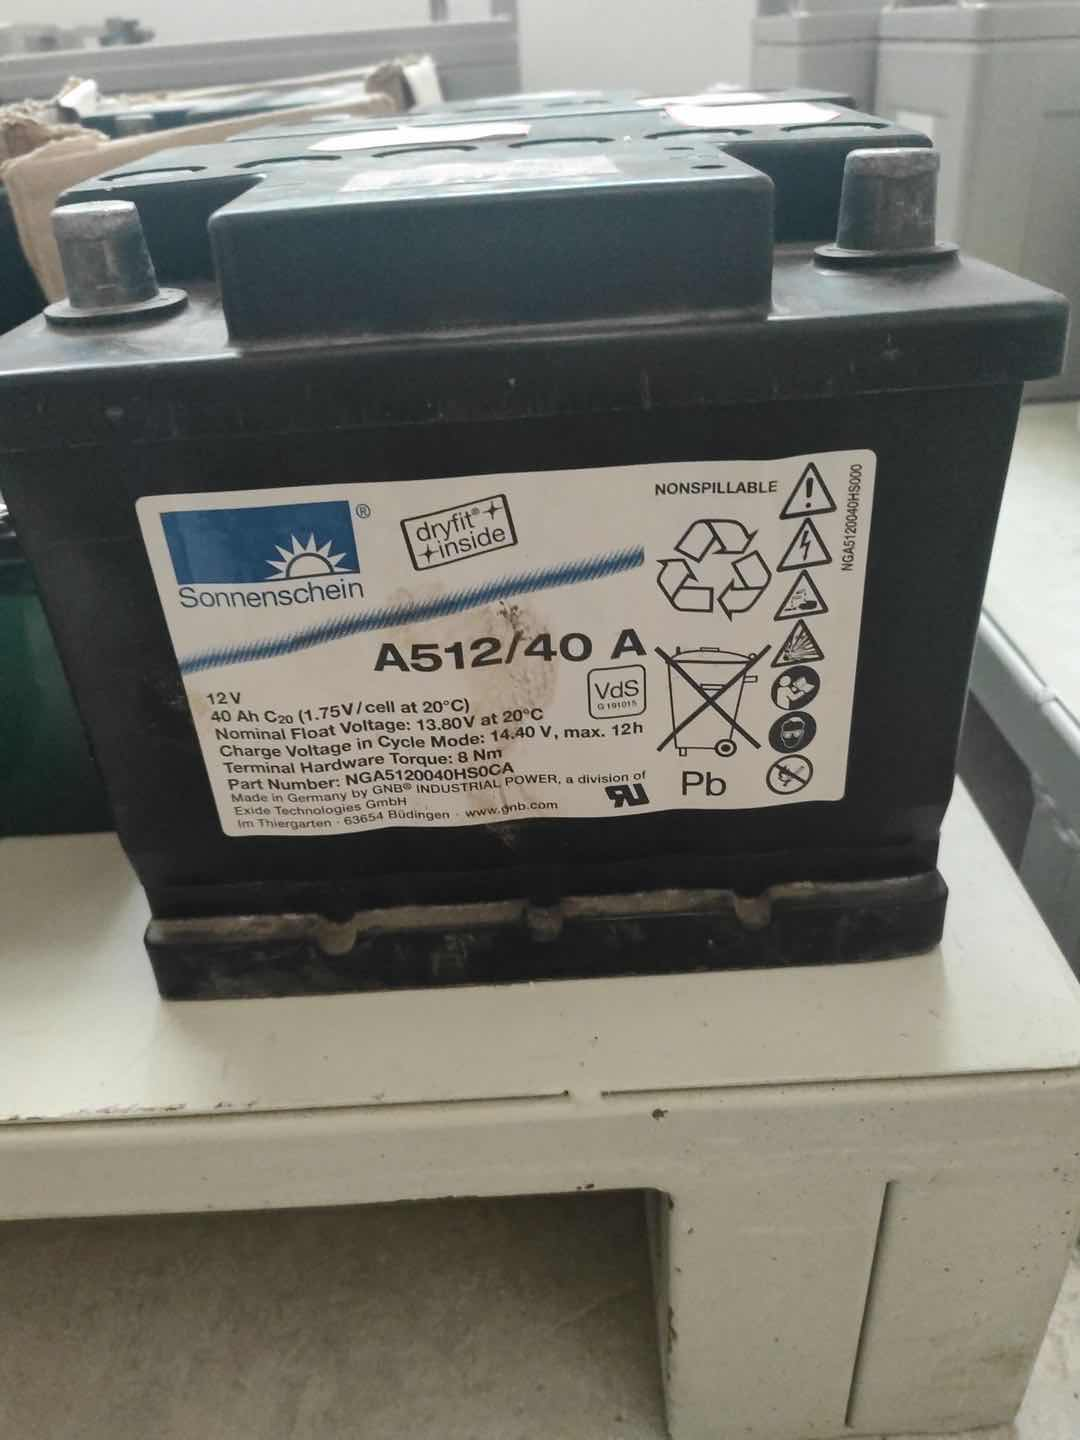 NONSPILLABLE
NGA5120040HS000
dryfit®
inside
®
Sonnenschein
A512/40 A
12V
40 Ah C20 (1.75V/cell at 20°C)
Nominal Float Voltage: 13.80V at 20°C
Charge Voltage in Cycle Mode: 14.40 V, max. 12h
Terminal Hardware Torque: 8 Nm
Part Number: NGA5120040HS0CA
Made in Germany by GNB® INDUSTRIAL POWER, a division of
Exide Technologies GmbH
Im Thiergarten · 63654 Büdingen · www.gnb.com
VdS
G 191015
Pb